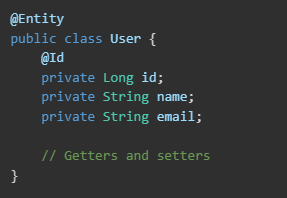 @Entity
public class User {
    @Id
    private Long id;
    private String name;
    private String email;

    // Getters and setters
}